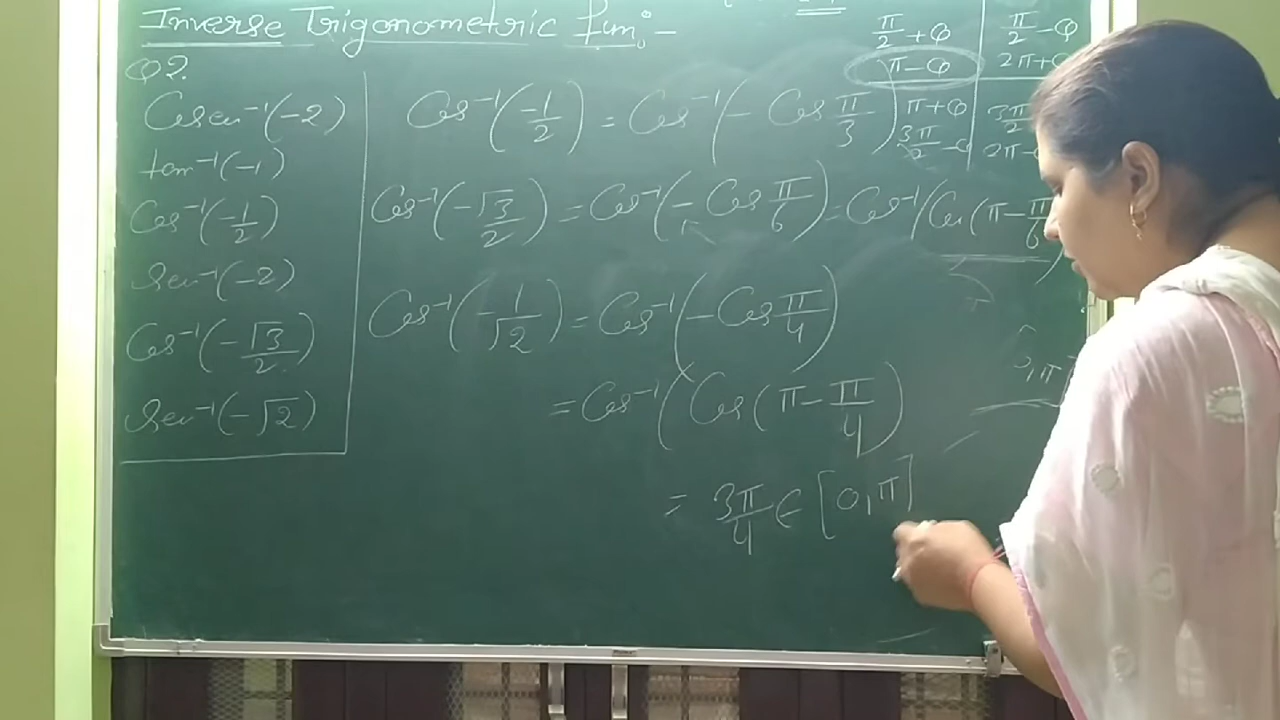 Inverse Trigonometric fun. –
Q2.
Cosec⁻¹(-2)
tan⁻¹(-1)
Cos⁻¹(-1/2)
Sec⁻¹(-2)
Cos⁻¹(-√3/2)
Sec⁻¹(-√2)
π/2 + θ
π - θ
π + θ
3π/2 - θ
π/2 - θ
2π + θ
3π/2
2π -
Cos⁻¹(-1/2) = Cos⁻¹(- Cos π/3)
Cos⁻¹(-√3/2) = Cos⁻¹(- Cos π/6) = Cos⁻¹(Cos(π - π/6)
Cos⁻¹(-1/√2) = Cos⁻¹(- Cos π/4)
= Cos⁻¹(Cos(π - π/4)
= 3π/4 ∈ [0, π]